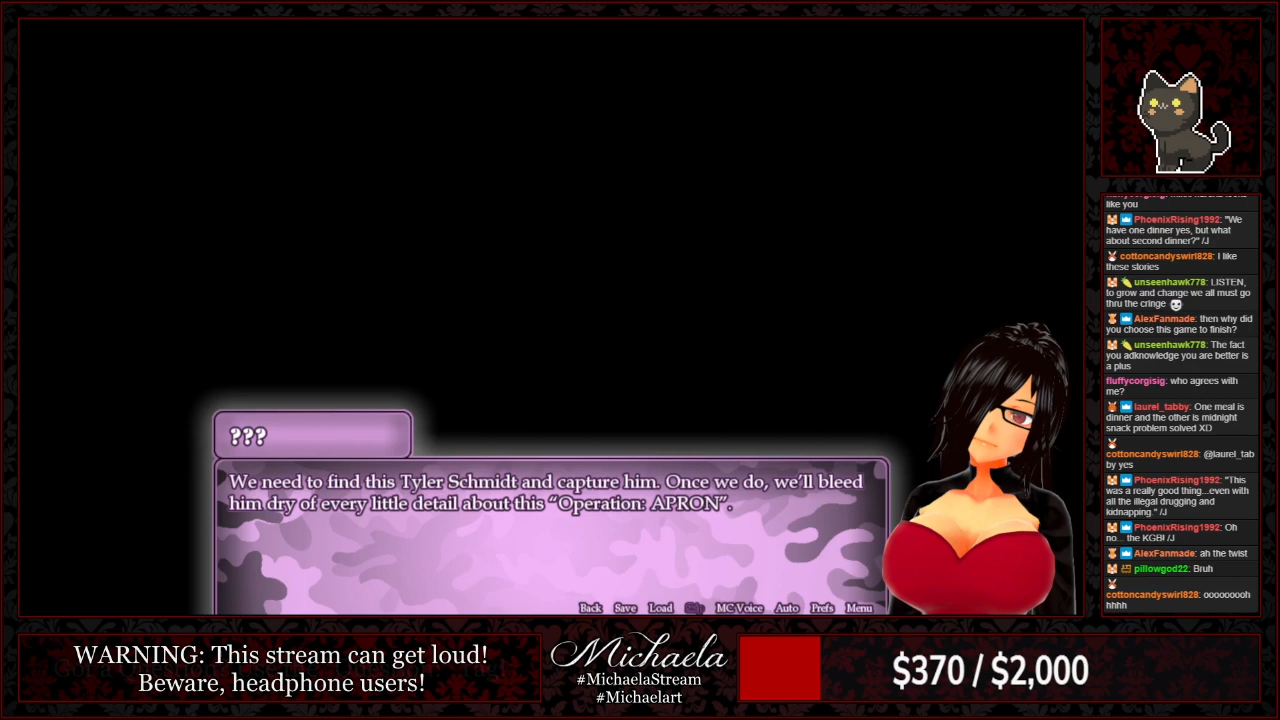 ???
We need to find this Tyler Schmidt and capture him. Once we do, we'll bleed
him dry of every little detail about this "Operation: APRON".
Back Save Load Skip MC Voice Auto Prefs Menu
like you
PhoenixRising1992: "We
have one dinner yes, but what
about second dinner?" /J
cottoncandyswirl828: I like
these stories
unseenhawk778: LISTEN,
to grow and change we all must go
thru the cringe
AlexFanmade: then why did
you choose this game to finish?
unseenhawk778: The fact
you adknowledge you are better is
a plus
fluffycorgisig: who agrees with
me?
laurel_tabby: One meal is
dinner and the other is midnight
snack problem solved XD
cottoncandyswirl828: @laurel_tab
by yes
PhoenixRising1992: "This
was a really good thing...even with
all the illegal drugging and
kidnapping." /J
PhoenixRising1992: Oh
no... the KGB! /J
AlexFanmade: ah the twist
pillowgod22: Bruh
cottoncandyswirl828: ooooooooh
hhhh
WARNING: This stream can get loud!
Beware, headphone users!
Michaela
#MichaelaStream
#Michaelart
$370 / $2,000